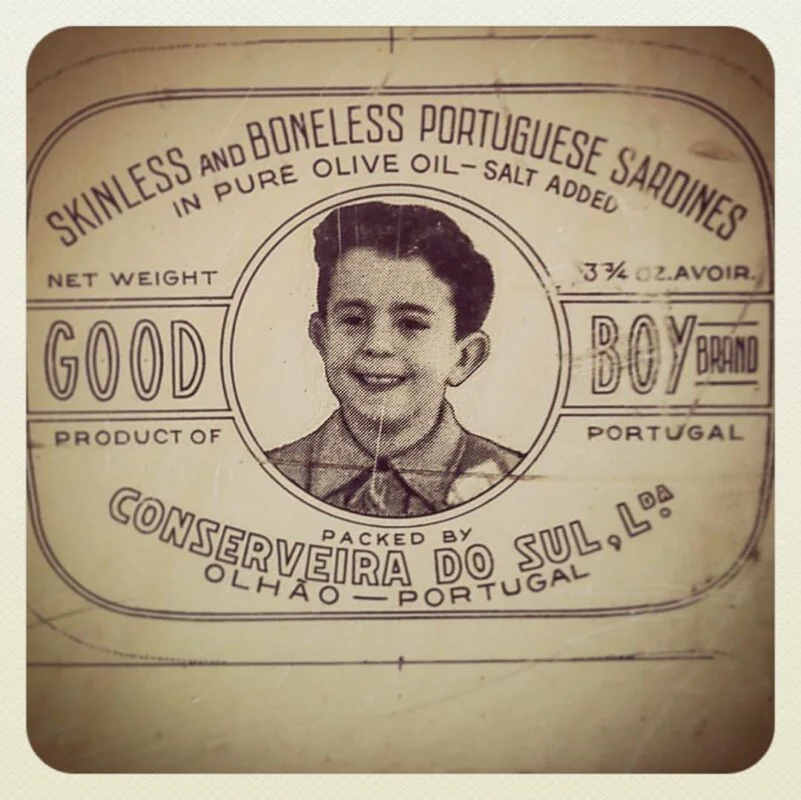 SKINLESS AND BONELESS PORTUGUESE SARDINES
IN PURE OLIVE OIL — SALT ADDED
NET WEIGHT 3¾ OZ.AVOIR.
GOOD BOY BRAND
PRODUCT OF PORTUGAL
PACKED BY
CONSERVEIRA DO SUL, LDA
OLHÃO — PORTUGAL